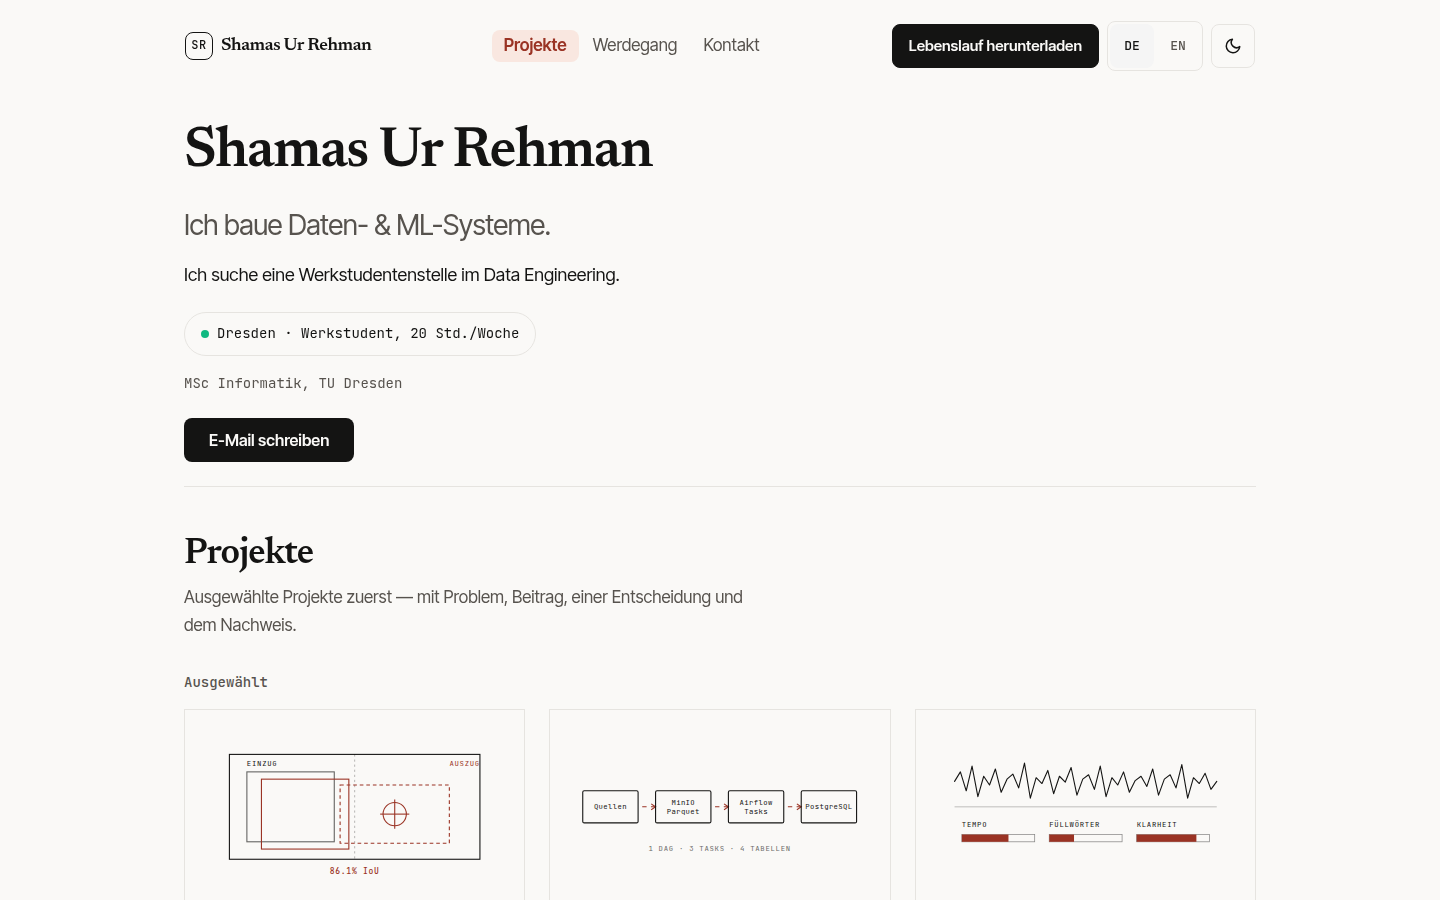 SR Shamas Ur Rehman Projekte Werdegang Kontakt Lebenslauf herunterladen DE EN
Shamas Ur Rehman
Ich baue Daten- & ML-Systeme.
Ich suche eine Werkstudentenstelle im Data Engineering.
Dresden · Werkstudent, 20 Std./Woche
MSc Informatik, TU Dresden
E-Mail schreiben
Projekte
Ausgewählte Projekte zuerst — mit Problem, Beitrag, einer Entscheidung und
dem Nachweis.
Ausgewählt
EINZUG AUSZUG
86.1% IoU
Quellen MinIO Parquet Airflow Tasks PostgreSQL
1 DAG · 3 TASKS · 4 TABELLEN
TEMPO FÜLLWÖRTER KLARHEIT